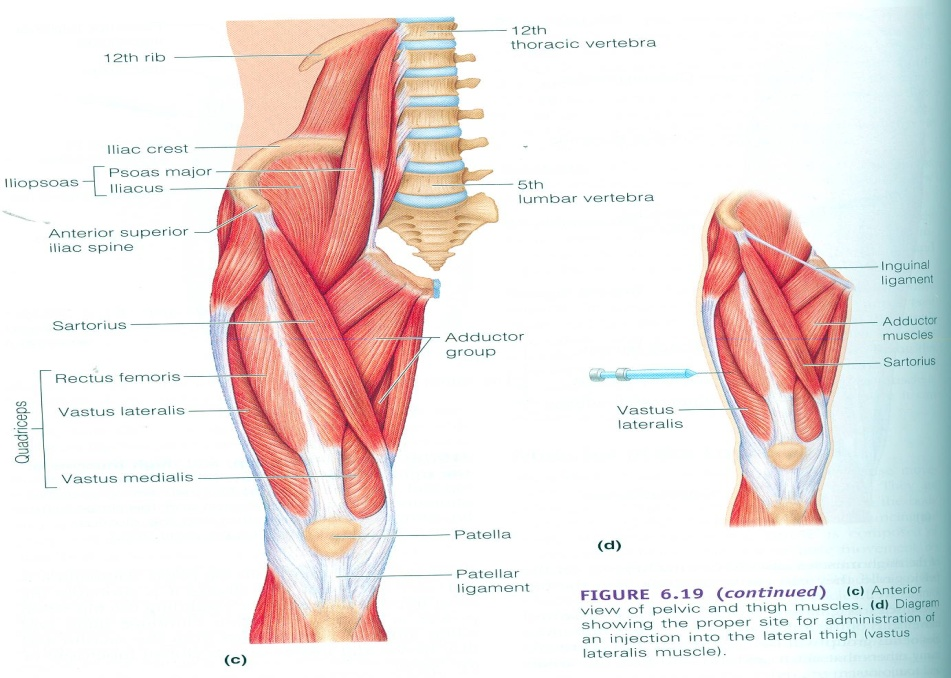 12th rib
12th
thoracic vertebra
Iliac crest
Iliopsoas
Psoas major
Iliacus
5th
lumbar vertebra
Anterior superior
iliac spine
Sartorius
Adductor
group
Quadriceps
Rectus femoris
Vastus lateralis
Vastus medialis
Patella
Patellar
ligament
(c)
Inguinal
ligament
Adductor
muscles
Sartorius
Vastus
lateralis
(d)
FIGURE 6.19 (continued) (c) Anterior
view of pelvic and thigh muscles. (d) Diagram
showing the proper site for administration of
an injection into the lateral thigh (vastus
lateralis muscle).